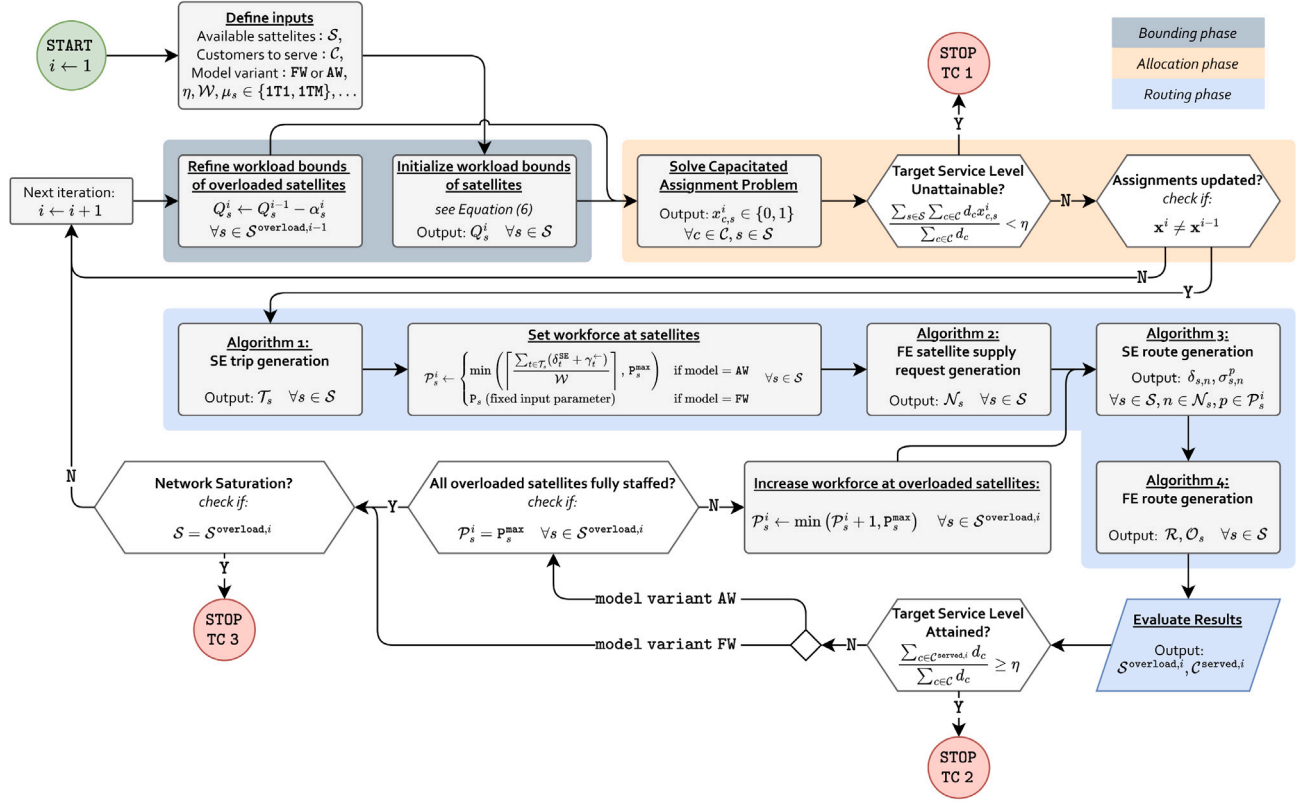 START
i ← 1
Define inputs
Available sattelites : 𝒮,
Customers to serve : 𝒞,
Model variant : FW or AW,
η, 𝒲, μ_s ∈ {1T1, 1TM}, …
STOP
TC 1
Bounding phase
Allocation phase
Routing phase
Y
Next iteration:
i ← i + 1
Refine workload bounds
of overloaded satellites
Q_s^i ← Q_s^{i−1} − α_s^i
∀s ∈ 𝒮^{overload,i−1}
Initialize workload bounds
of satellites
see Equation (6)
Output: Q_s^i ∀s ∈ 𝒮
Solve Capacitated
Assignment Problem
Output: x_{c,s}^i ∈ {0, 1}
∀c ∈ 𝒞, s ∈ 𝒮
Target Service Level
Unattainable?
∑_{s∈𝒮} ∑_{c∈𝒞} d_c x_{c,s}^i / ∑_{c∈𝒞} d_c < η
N
Assignments updated?
check if:
𝐱^i ≠ 𝐱^{i−1}
N
Y
Algorithm 1:
SE trip generation
Output: 𝒯_s ∀s ∈ 𝒮
Set workforce at satellites
𝒫_s^i ← { min(⌈∑_{t∈𝒯_s}(δ_t^{SE} + γ_t^←) / 𝒲⌉, P_s^{max}) if model = AW ∀s ∈ 𝒮
P_s (fixed input parameter) if model = FW
Algorithm 2:
FE satellite supply
request generation
Output: 𝒩_s ∀s ∈ 𝒮
Algorithm 3:
SE route generation
Output: δ_{s,n}, σ_{s,n}^p
∀s ∈ 𝒮, n ∈ 𝒩_s, p ∈ 𝒫_s^i
N
Network Saturation?
check if:
𝒮 = 𝒮^{overload,i}
Y
All overloaded satellites fully staffed?
check if:
𝒫_s^i = P_s^{max} ∀s ∈ 𝒮^{overload,i}
N
Increase workforce at overloaded satellites:
𝒫_s^i ← min (𝒫_s^i + 1, P_s^{max}) ∀s ∈ 𝒮^{overload,i}
Algorithm 4:
FE route generation
Output: ℛ, 𝒪_s ∀s ∈ 𝒮
Y
STOP
TC 3
model variant AW
model variant FW
N
Target Service Level
Attained?
∑_{c∈𝒞^{served,i}} d_c / ∑_{c∈𝒞} d_c ≥ η
Evaluate Results
Output:
𝒮^{overload,i}, 𝒞^{served,i}
Y
STOP
TC 2